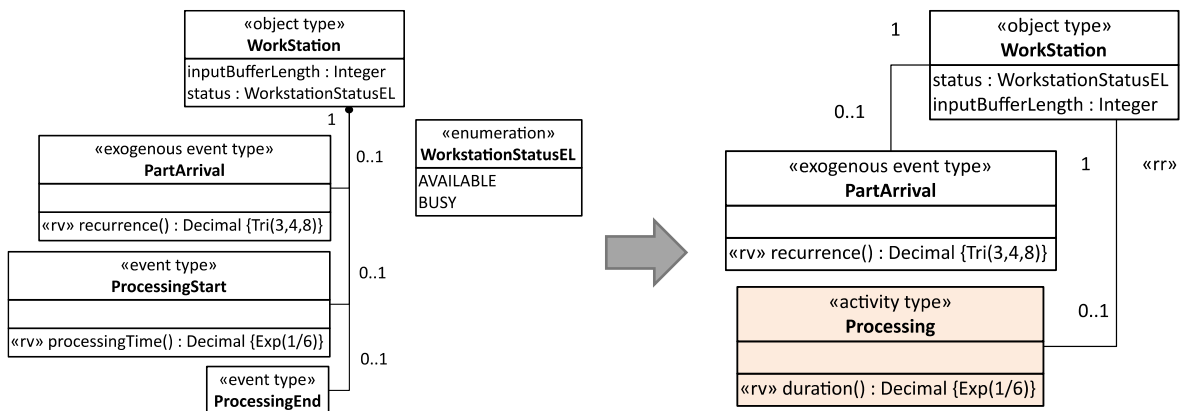 «object type»
WorkStation
inputBufferLength : Integer
status : WorkstationStatusEL
1
0..1
«enumeration»
WorkstationStatusEL
AVAILABLE
BUSY
«exogenous event type»
PartArrival
«rv» recurrence() : Decimal {Tri(3,4,8)}
«event type»
ProcessingStart
0..1
«rv» processingTime() : Decimal {Exp(1/6)}
0..1
«event type»
ProcessingEnd
«object type»
WorkStation
status : WorkstationStatusEL
inputBufferLength : Integer
1
0..1
«exogenous event type»
PartArrival
«rv» recurrence() : Decimal {Tri(3,4,8)}
1
«rr»
«activity type»
Processing
0..1
«rv» duration() : Decimal {Exp(1/6)}